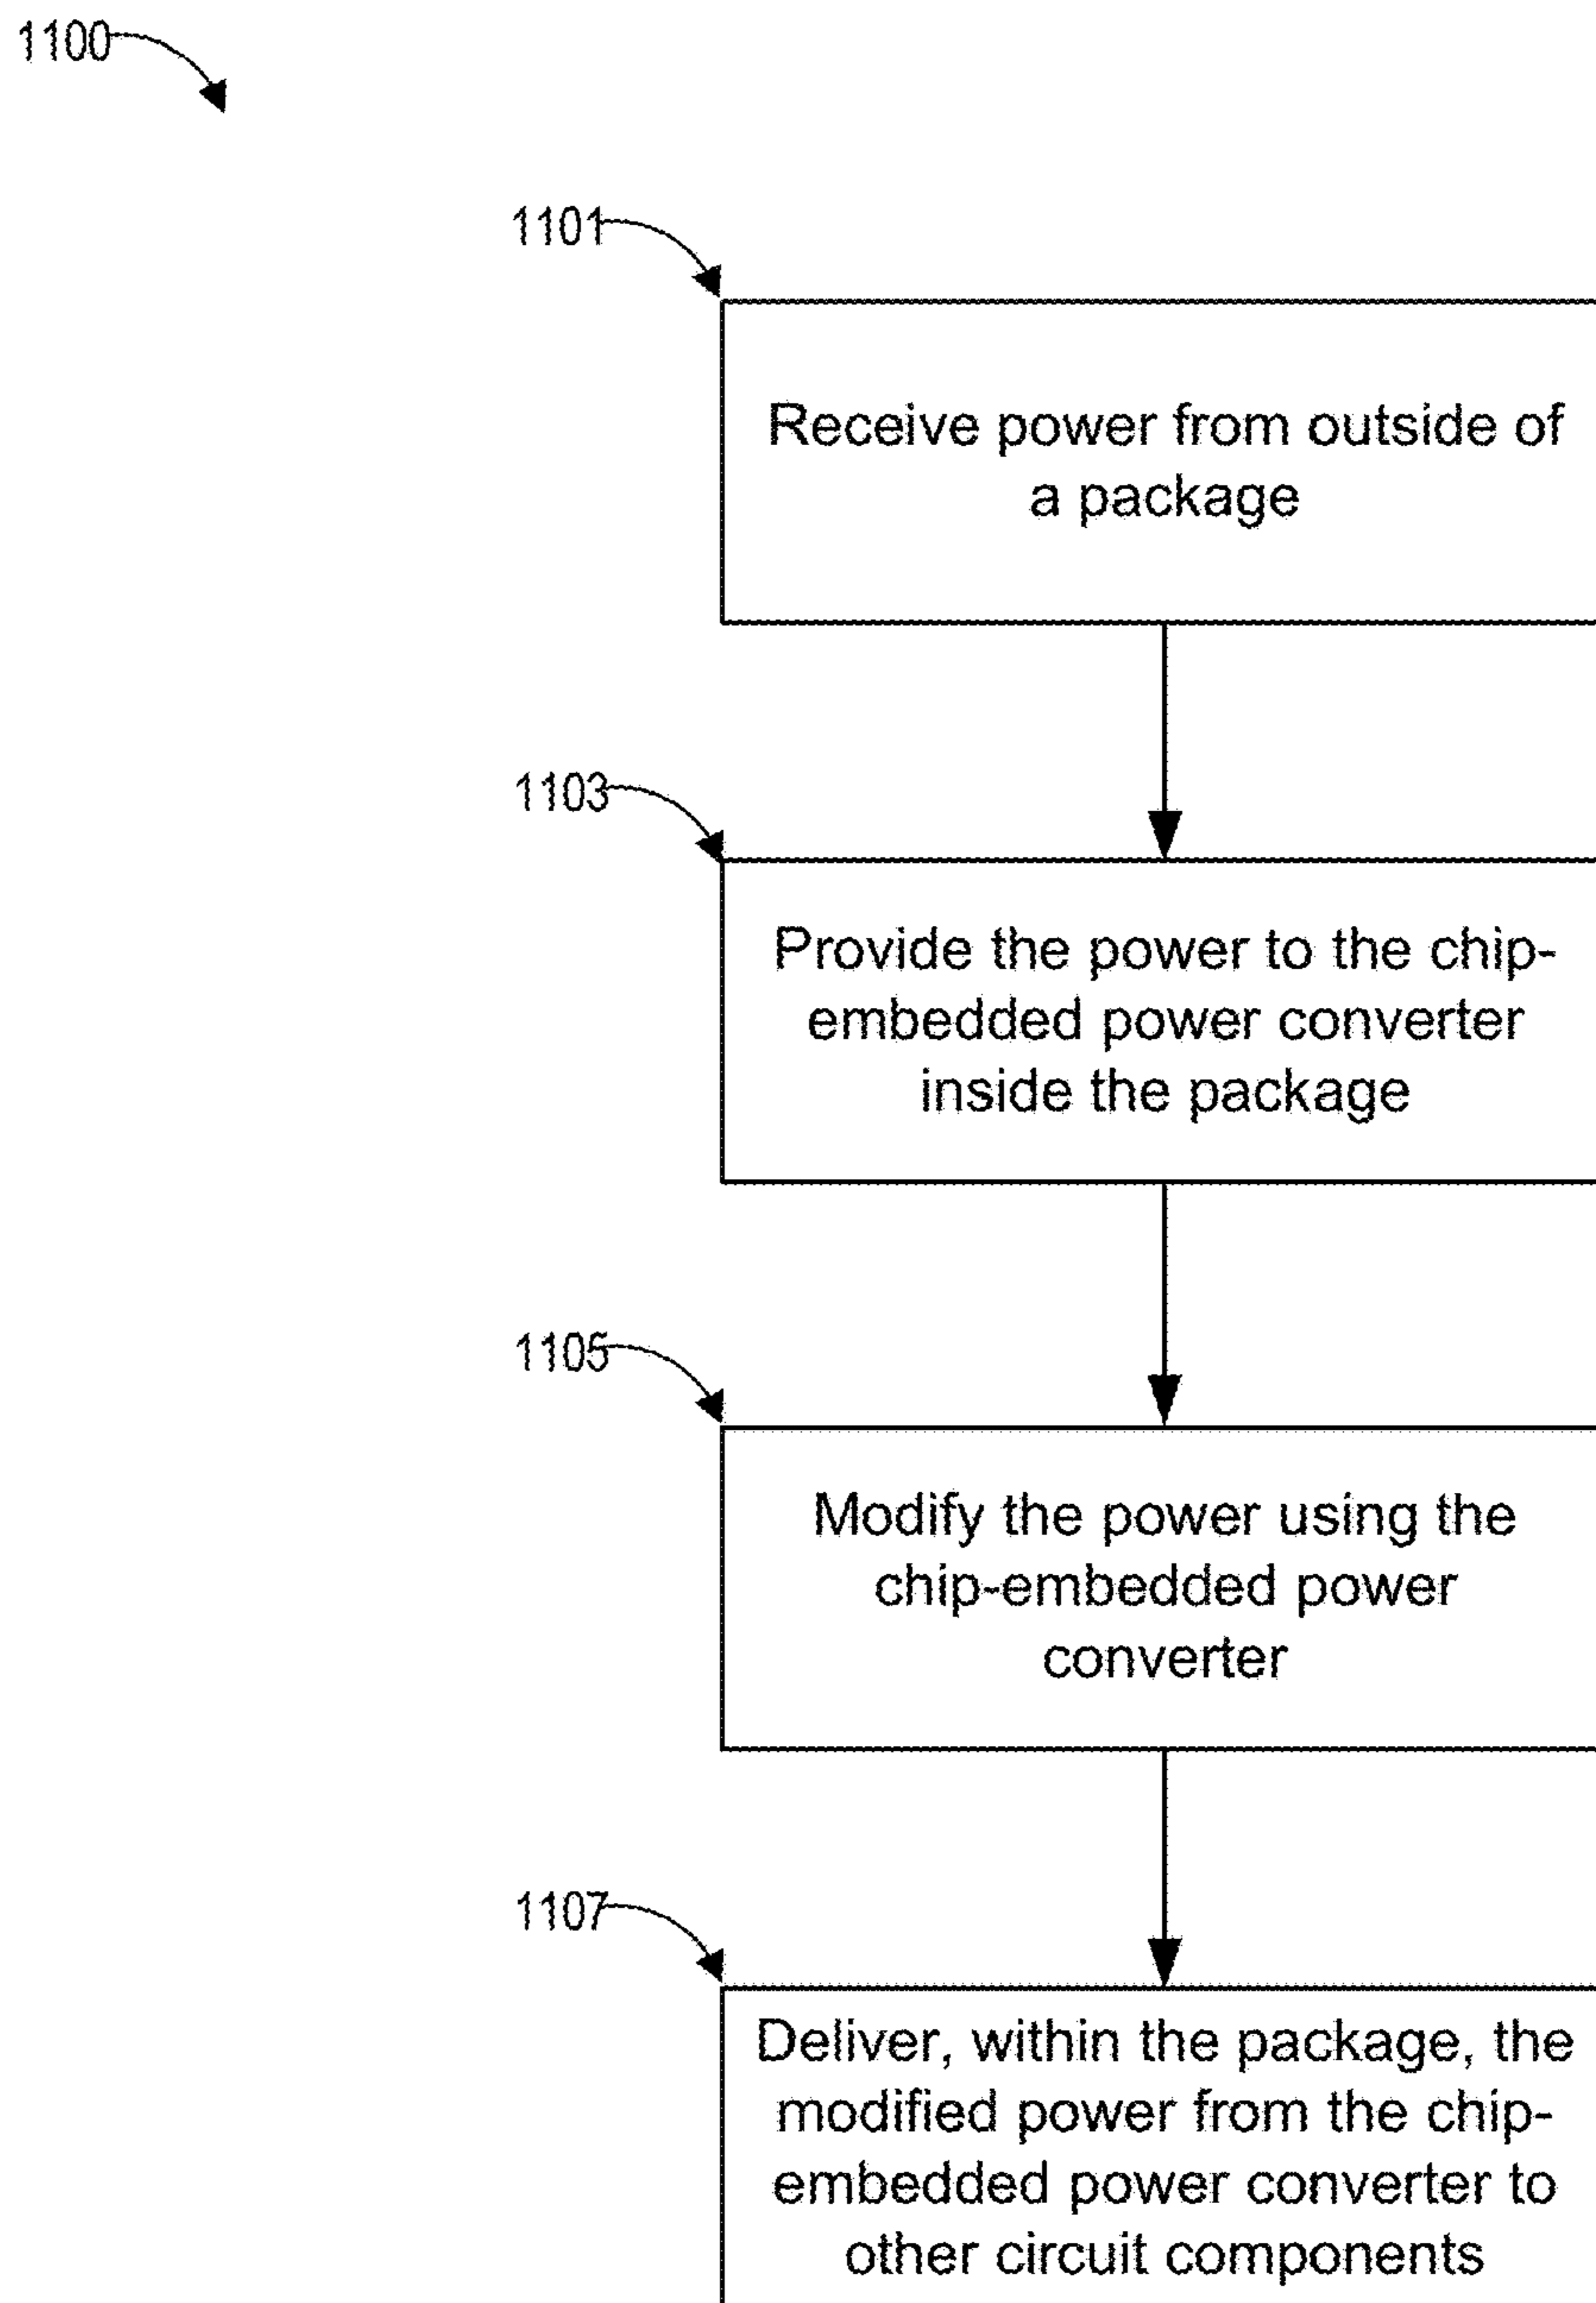 1100
1101
Receive power from outside of
a package
1103
Provide the power to the chip-
embedded power converter
inside the package
1105
Modify the power using the
chip-embedded power
converter
1107
Deliver, within the package, the
modified power from the chip-
embedded power converter to
other circuit components